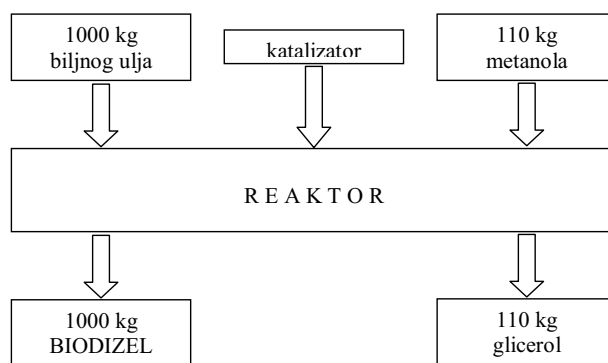 1000 kg
biljnog ulja
katalizator
110 kg
metanola
R E A K T O R
1000 kg
BIODIZEL
110 kg
glicerol